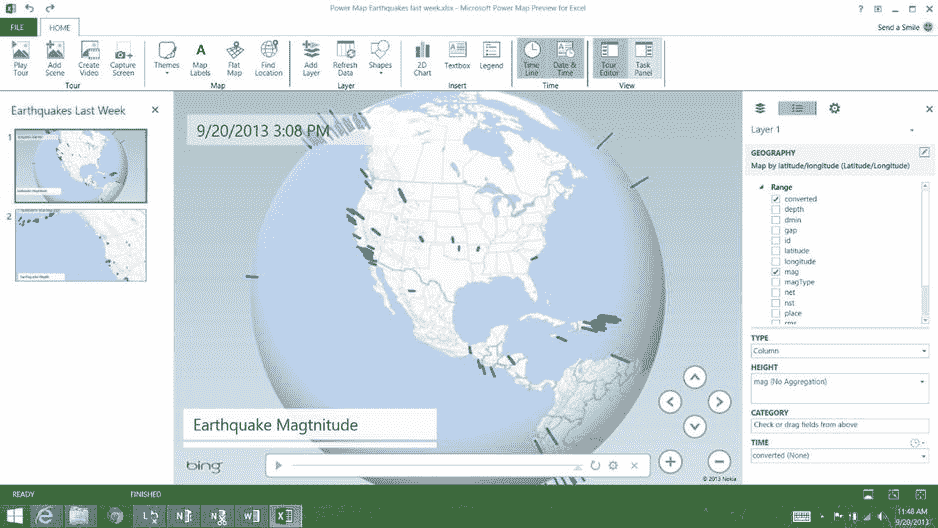 Power Map Earthquakes last week.xlsx - Microsoft Power Map Preview for Excel
FILE
HOME
Send a Smile
Play Tour
Add Scene
Create Video
Capture Screen
Themes
Map Labels
Flat Map
Find Location
Add Layer
Refresh Data
Shapes
2D Chart
Textbox
Legend
Time Line
Date & Time
Tour Editor
Task Panel
Tour
Map
Layer
Insert
Time
View
Earthquakes Last Week
1
2
9/20/2013 3:08 PM
Earthquake Magtnitude
bing
© 2013 Nokia
Layer 1
GEOGRAPHY
Map by latitude/longitude (Latitude/Longitude)
Range
converted
depth
dmin
gap
id
latitude
longitude
mag
magType
net
nst
place
rms
TYPE
Column
HEIGHT
mag (No Aggregation)
CATEGORY
Check or drag fields from above
TIME
converted (None)
READY
FINISHED
11:48 AM
9/20/2013